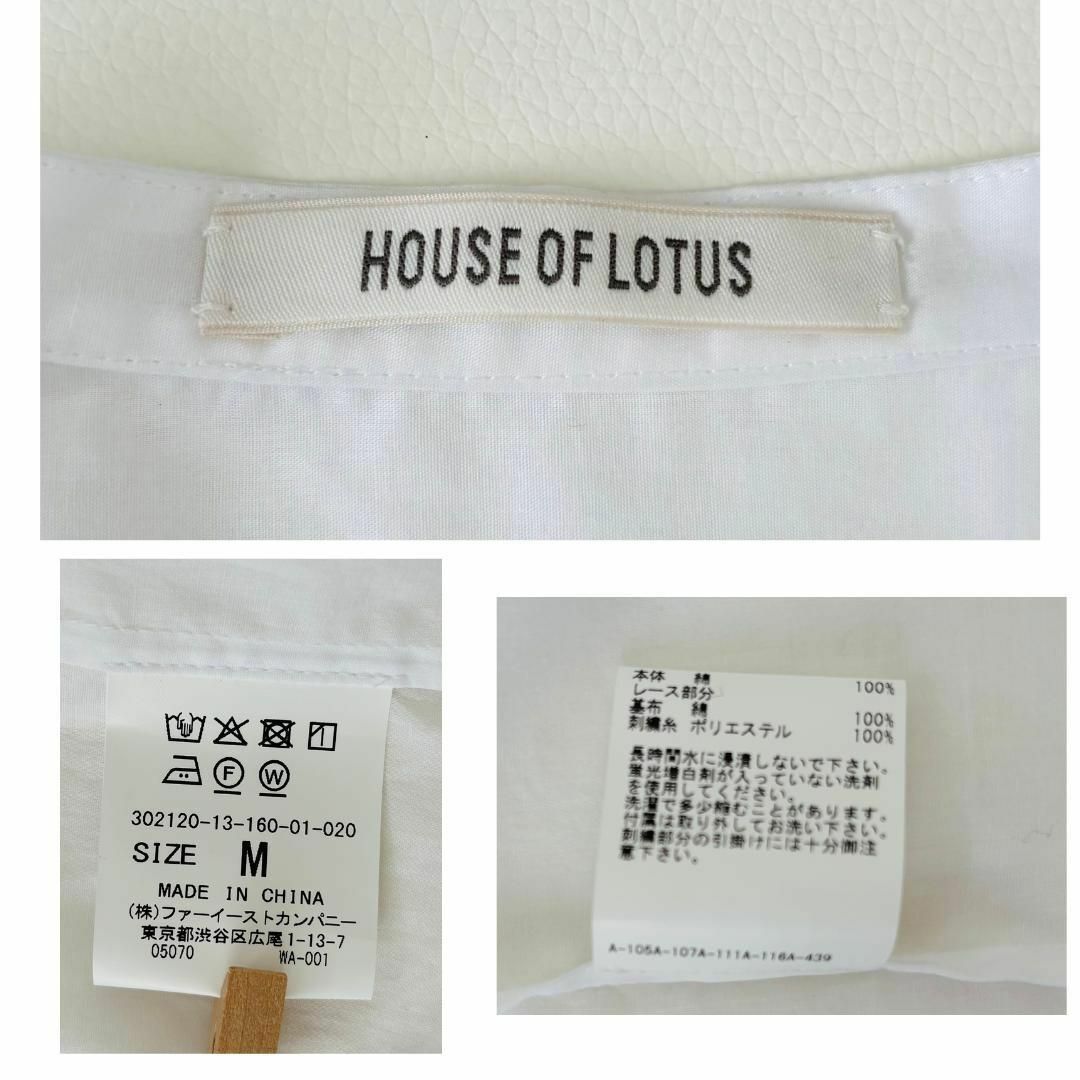 HOUSE OF LOTUS
F W
302120-13-160-01-020
SIZE M
MADE IN CHINA
(株)ファーイーストカンパニー
東京都渋谷区広尾1-13-7
05070 WA-001
本体 綿 100%
レース部分
基布 綿 100%
刺繍糸 ポリエステル 100%
長時間水に浸漬しないで下さい。
蛍光増白剤が入っていない洗剤
を使用してください。
洗濯で多少縮むことがあります。
付属は取り外してお洗い下さい。
刺繍部分の引掛けには十分御注
意下さい。
A-105A-107A-111A-116A-439